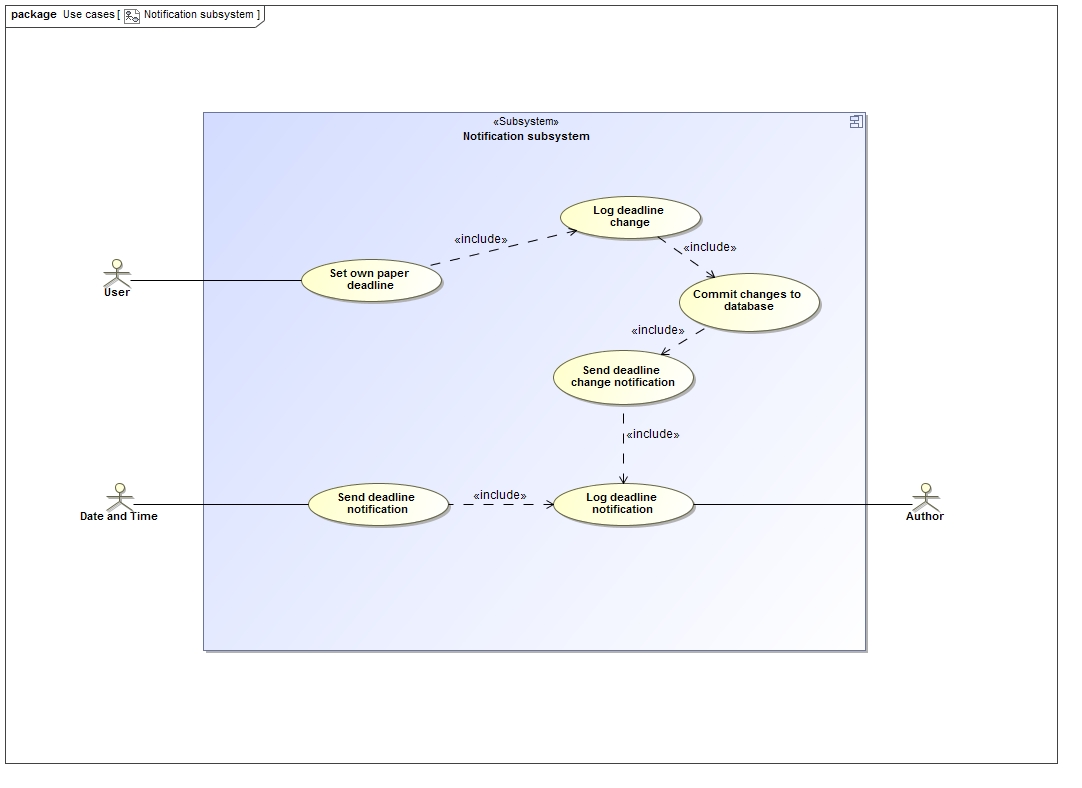 package Use cases [ Notification subsystem ]
«Subsystem»
Notification subsystem
Log deadline
change
«include»
«include»
Set own paper
deadline
User
Commit changes to
database
«include»
Send deadline
change notification
«include»
Send deadline
notification
«include»
Log deadline
notification
Date and Time
Author